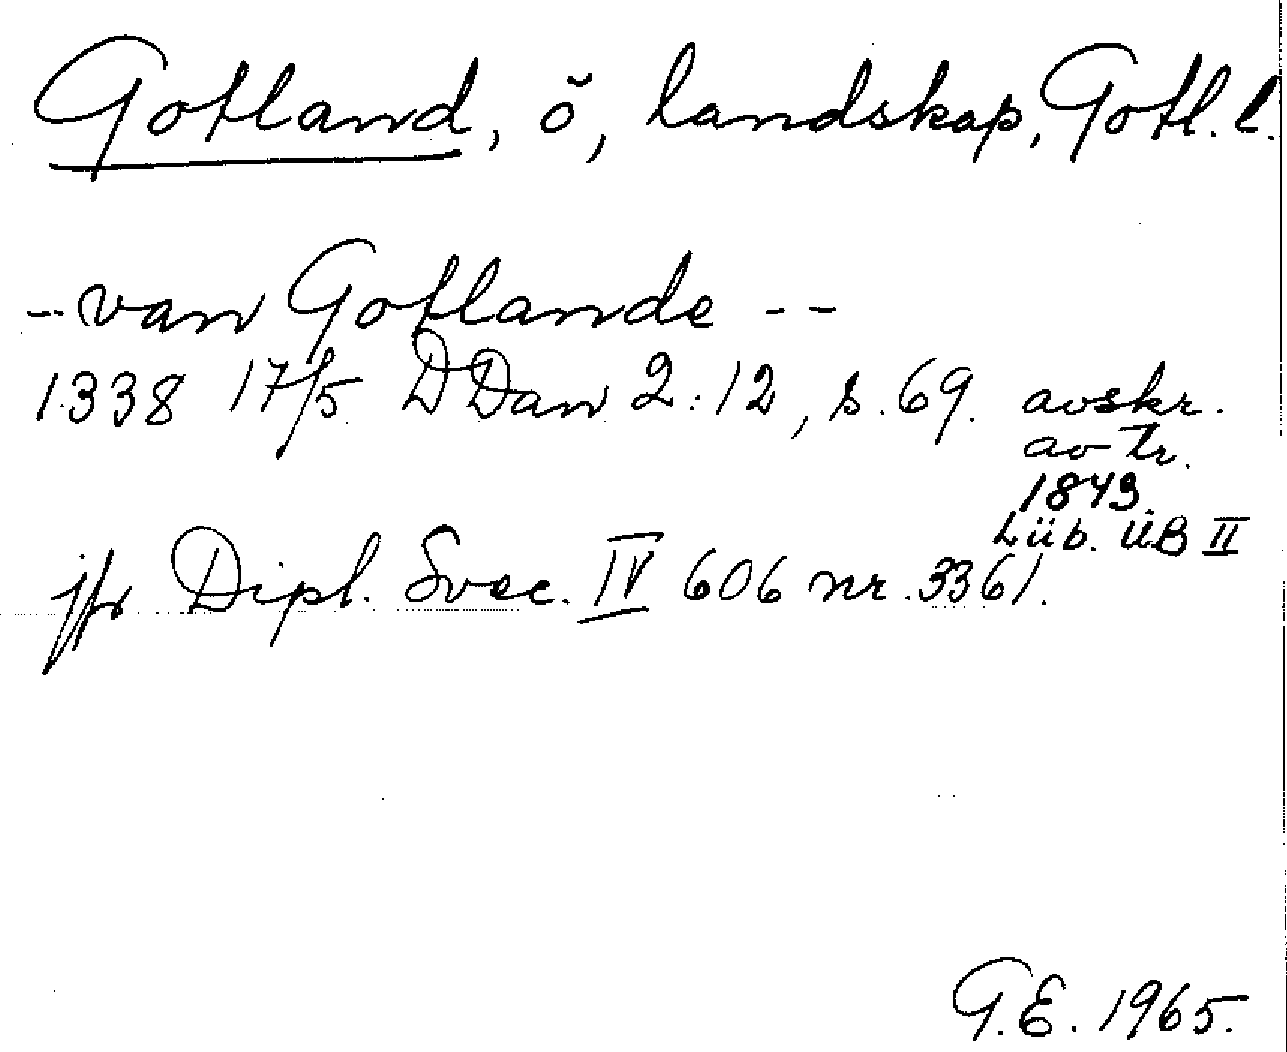 Gotland, ö, landskap, Gotl. l.
-- van Gotlande --
1338 17/5 DDan 2:12, s. 69. avskr.
av tr.
1843
Lüb. UB II
jfr Dipl. Svec. IV 606 nr. 3361.
G.E. 1965.